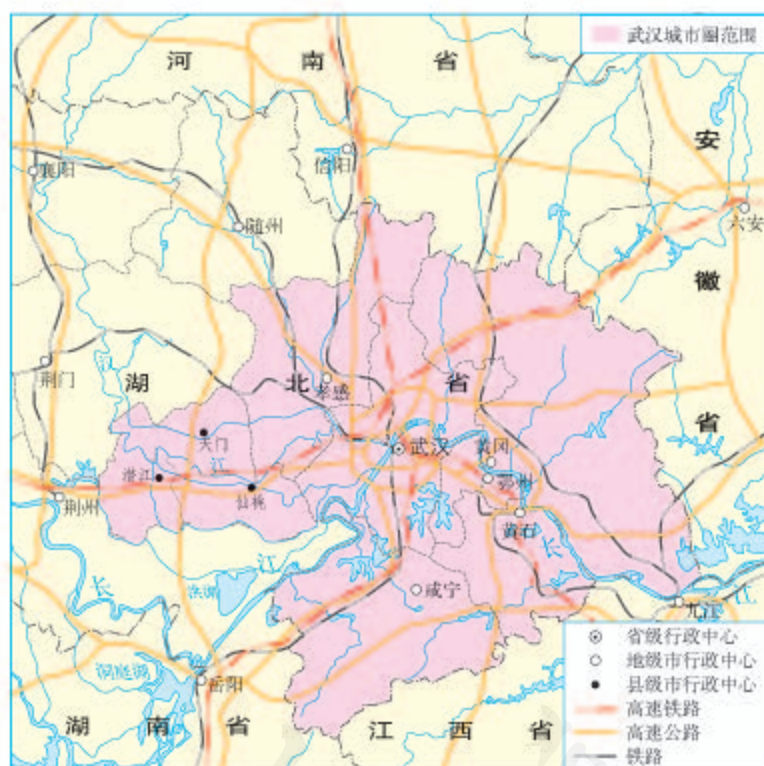 武汉城市圈范围
河南省
安徽省
信阳
襄阳
随州
六安
荆门
湖北省
孝感
天门
武汉
黄冈
潜江
江
仙桃
鄂州
荆州
黄石
长江
长江
洪湖
咸宁
九江
洞庭湖
岳阳
湖南省
江西省
省级行政中心
地级市行政中心
县级市行政中心
高速铁路
高速公路
铁路